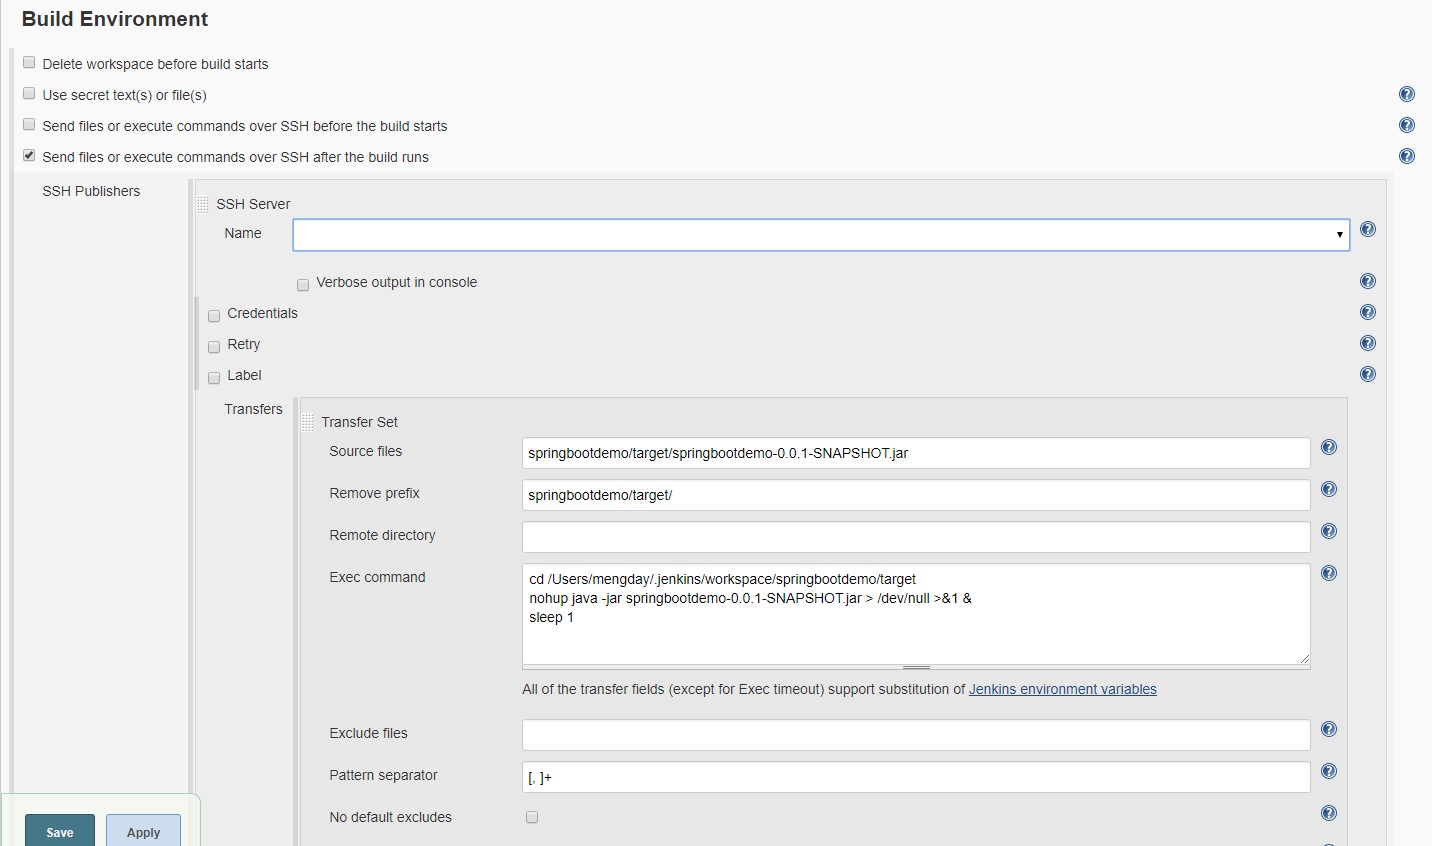 Build Environment
Delete workspace before build starts
Use secret text(s) or file(s)
Send files or execute commands over SSH before the build starts
Send files or execute commands over SSH after the build runs
SSH Publishers
SSH Server
Name
Verbose output in console
Credentials
Retry
Label
Transfers
Transfer Set
Source files
springbootdemo/target/springbootdemo-0.0.1-SNAPSHOT.jar
Remove prefix
springbootdemo/target/
Remote directory
Exec command
cd /Users/mengday/.jenkins/workspace/springbootdemo/target
nohup java -jar springbootdemo-0.0.1-SNAPSHOT.jar > /dev/null >&1 &
sleep 1
All of the transfer fields (except for Exec timeout) support substitution of Jenkins environment variables
Exclude files
Pattern separator
[, ]+
No default excludes
Save
Apply